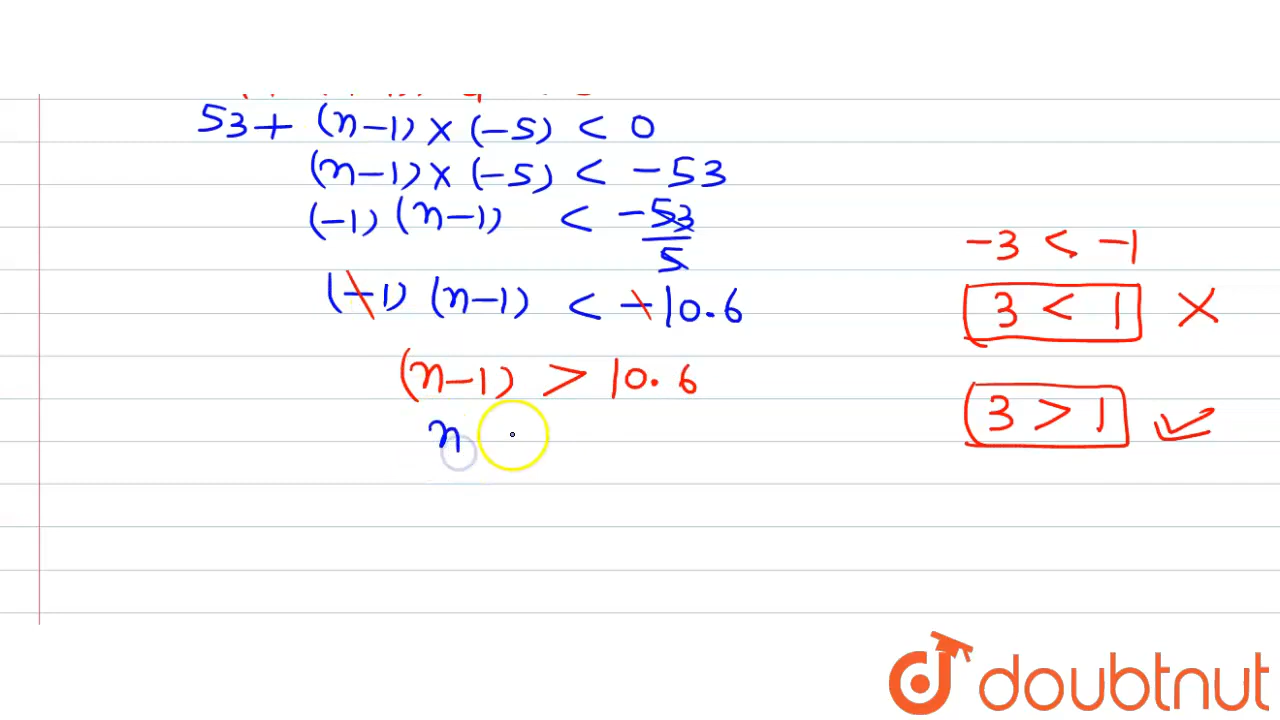 53 + (n-1) × (-5) < 0
(n-1) × (-5) < -53
(-1) (n-1) < -53/5
(-1) (n-1) < -10.6
(n-1) > 10.6
n
-3 < -1
3 < 1 ×
3 > 1 ✓
doubtnut